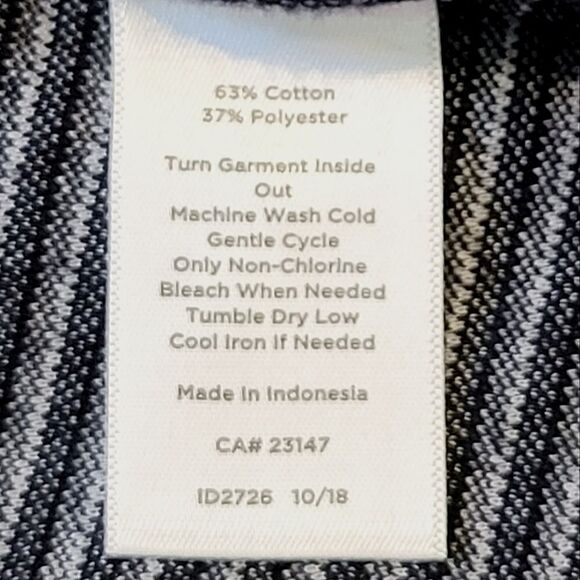 63% Cotton
37% Polyester
Turn Garment Inside
Out
Machine Wash Cold
Gentle Cycle
Only Non-Chlorine
Bleach When Needed
Tumble Dry Low
Cool Iron If Needed
Made In Indonesia
CA# 23147
ID2726 10/18